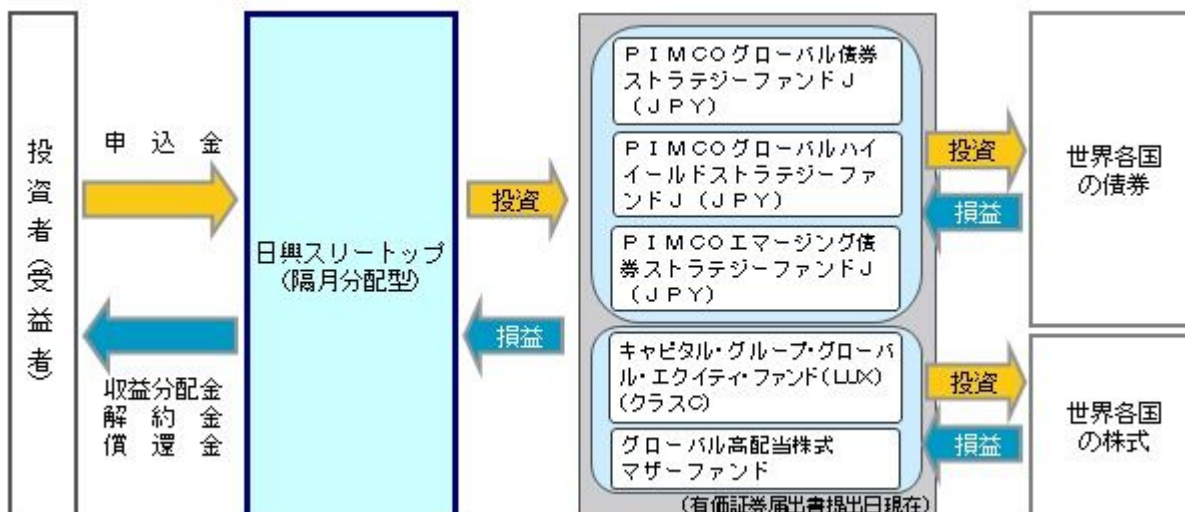 投資者(受益者)
申込金
収益分配金
解約金
償還金
日興スリートップ
(隔月分配型)
投資
損益
ＰＩＭＣＯグローバル債券
ストラテジーファンドＪ
（ＪＰＹ）
ＰＩＭＣＯグローバルハイ
イールドストラテジーファ
ンドＪ（ＪＰＹ）
ＰＩＭＣＯエマージング債
券ストラテジーファンドＪ
（ＪＰＹ）
キャピタル・グループ・グローバ
ル・エクイティ・ファンド(LUX)
(クラスC)
グローバル高配当株式
マザーファンド
(有価証券届出書提出日現在)
投資
損益
世界各国
の債券
投資
損益
世界各国
の株式